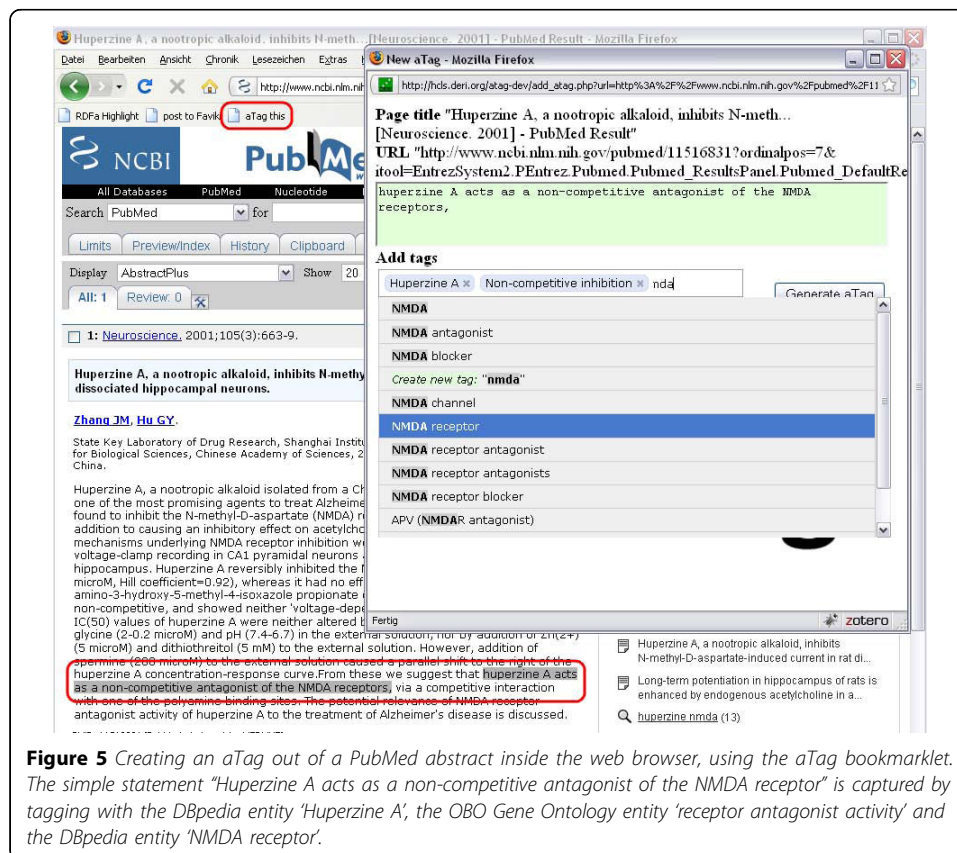 Huperzine A, a nootropic alkaloid, inhibits N-meth...[Neuroscience. 2001] - PubMed Result - Mozilla Firefox
Datei Bearbeiten Ansicht Chronik Lesezeichen Extras
http://www.ncbi.nlm.nih
RDFa Highlight post to Faviki aTag this
NCBI PubMe
All Databases PubMed Nucleotide
Search PubMed for
Limits Preview/Index History Clipboard
Display AbstractPlus Show 20
All: 1 Review: 0
1: Neuroscience. 2001;105(3):663-9.
Huperzine A, a nootropic alkaloid, inhibits N-methy
dissociated hippocampal neurons.
Zhang JM, Hu GY.
State Key Laboratory of Drug Research, Shanghai Institu
for Biological Sciences, Chinese Academy of Sciences, 2
China.
Huperzine A, a nootropic alkaloid isolated from a Ch
one of the most promising agents to treat Alzheime
found to inhibit the N-methyl-D-aspartate (NMDA) r
addition to causing an inhibitory effect on acetylcho
mechanisms underlying NMDA receptor inhibition w
voltage-clamp recording in CA1 pyramidal neurons
hippocampus. Huperzine A reversibly inhibited the
microM, Hill coefficient=0.92), whereas it had no eff
amino-3-hydroxy-5-methyl-4-isoxazole propionate
non-competitive, and showed neither 'voltage-depe
IC(50) values of huperzine A were neither altered b
glycine (2-0.2 microM) and pH (7.4-6.7) in the external solution, nor by addition of Zn(2+)
(5 microM) and dithiothreitol (5 mM) to the external solution. However, addition of
spermine (200 microM) to the external solution caused a parallel shift to the right of the
huperzine A concentration-response curve.From these we suggest that huperzine A acts
as a non-competitive antagonist of the NMDA receptors, via a competitive interaction
with one of the polyamine binding sites. The potential relevance of NMDA receptor
antagonist activity of huperzine A to the treatment of Alzheimer's disease is discussed.
New aTag - Mozilla Firefox
http://hcls.deri.org/atag-dev/add_atag.php?url=http%3A%2F%2Fwww.ncbi.nlm.nih.gov%2Fpubmed%2F11
Page title "Huperzine A, a nootropic alkaloid, inhibits N-meth...
[Neuroscience. 2001] - PubMed Result"
URL "http://www.ncbi.nlm.nih.gov/pubmed/11516831?ordinalpos=7&
itool=EntrezSystem2.PEntrez.Pubmed.Pubmed_ResultsPanel.Pubmed_DefaultRe
huperzine A acts as a non-competitive antagonist of the NMDA
receptors,
Add tags
Huperzine A × Non-competitive inhibition × nda
Generate aTag
NMDA
NMDA antagonist
NMDA blocker
Create new tag: "nmda"
NMDA channel
NMDA receptor
NMDA receptor antagonist
NMDA receptor antagonists
NMDA receptor blocker
APV (NMDAR antagonist)
Fertig zotero
Huperzine A, a nootropic alkaloid, inhibits
N-methyl-D-aspartate-induced current in rat di...
Long-term potentiation in hippocampus of rats is
enhanced by endogenous acetylcholine in a...
huperzine nmda (13)
Figure 5 Creating an aTag out of a PubMed abstract inside the web browser, using the aTag bookmarklet.
The simple statement “Huperzine A acts as a non-competitive antagonist of the NMDA receptor” is captured by
tagging with the DBpedia entity ‘Huperzine A’, the OBO Gene Ontology entity ‘receptor antagonist activity’ and
the DBpedia entity ‘NMDA receptor’.